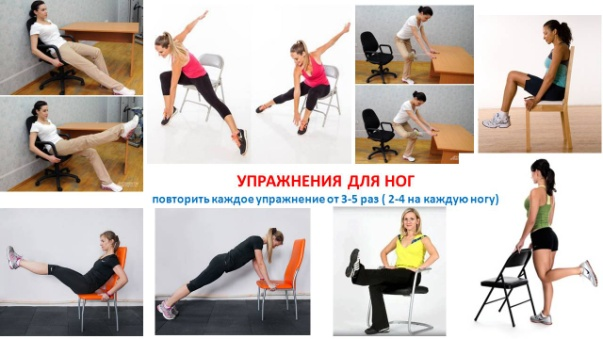 УПРАЖНЕНИЯ ДЛЯ НОГ
повторить каждое упражнение от 3-5 раз ( 2-4 на каждую ногу)